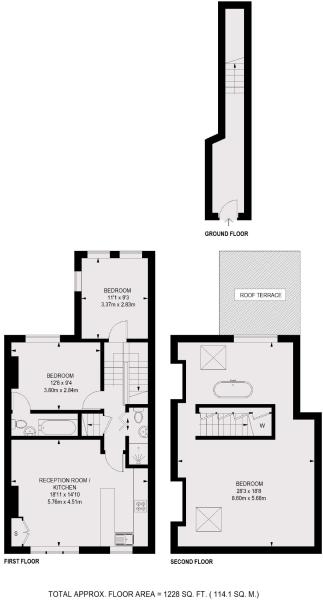 GROUND FLOOR
ROOF TERRACE
BEDROOM
11'1 x 9'3
3.37m x 2.83m
BEDROOM
12'6 x 9'4
3.80m x 2.84m
W
RECEPTION ROOM /
KITCHEN
18'11 x 14'10
5.76m x 4.51m
S
BEDROOM
28'3 x 18'8
8.60m x 5.68m
FIRST FLOOR
SECOND FLOOR
TOTAL APPROX. FLOOR AREA = 1228 SQ. FT. ( 114.1 SQ. M.)